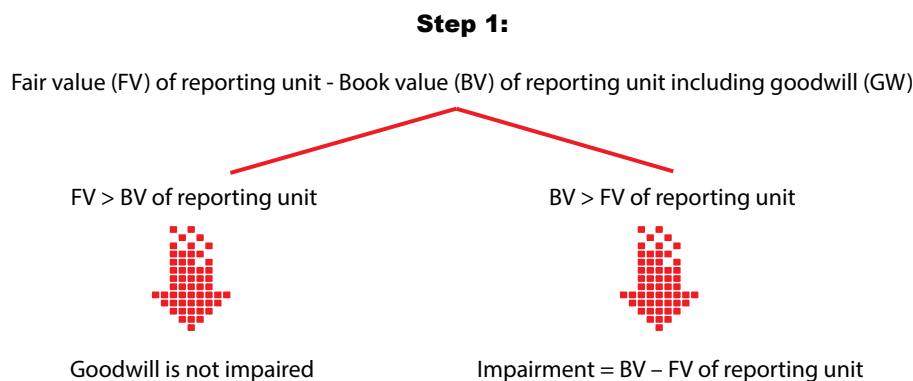 Step 1:
Fair value (FV) of reporting unit - Book value (BV) of reporting unit including goodwill (GW)
FV > BV of reporting unit
BV > FV of reporting unit
Goodwill is not impaired
Impairment = BV – FV of reporting unit